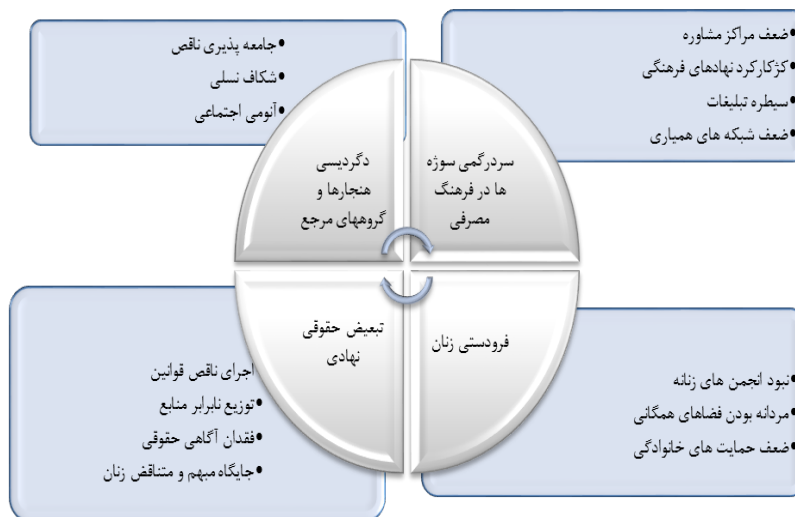 •ضعف مراکز مشاوره
•کژکارکرد نهادهای فرهنگی
•سیطره تبلیغات
•ضعف شبکه های همیاری
•جامعه پذیری ناقص
•شکاف نسلی
•آنومی اجتماعی
سردرگمی سوژه
ها در فرهنگ
مصرفی
دگردیسی
هنجارها و
گروههای مرجع
فرودستی زنان
تبعیض حقوقی
نهادی
•نبود انجمن های زنانه
•مردانه بودن فضاهای همگانی
•ضعف حمایت های خانوادگی
اجرای ناقص قوانین
•توزیع نابرابر منابع
•فقدان آگاهی حقوقی
•جایگاه مبهم و متناقض زنان